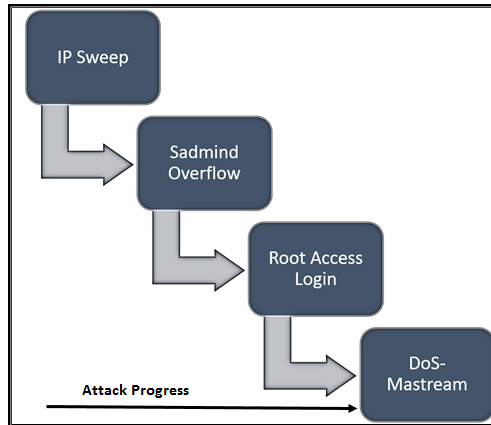 IP Sweep
Sadmind
Overflow
Root Access
Login
DoS-
Mastream
Attack Progress